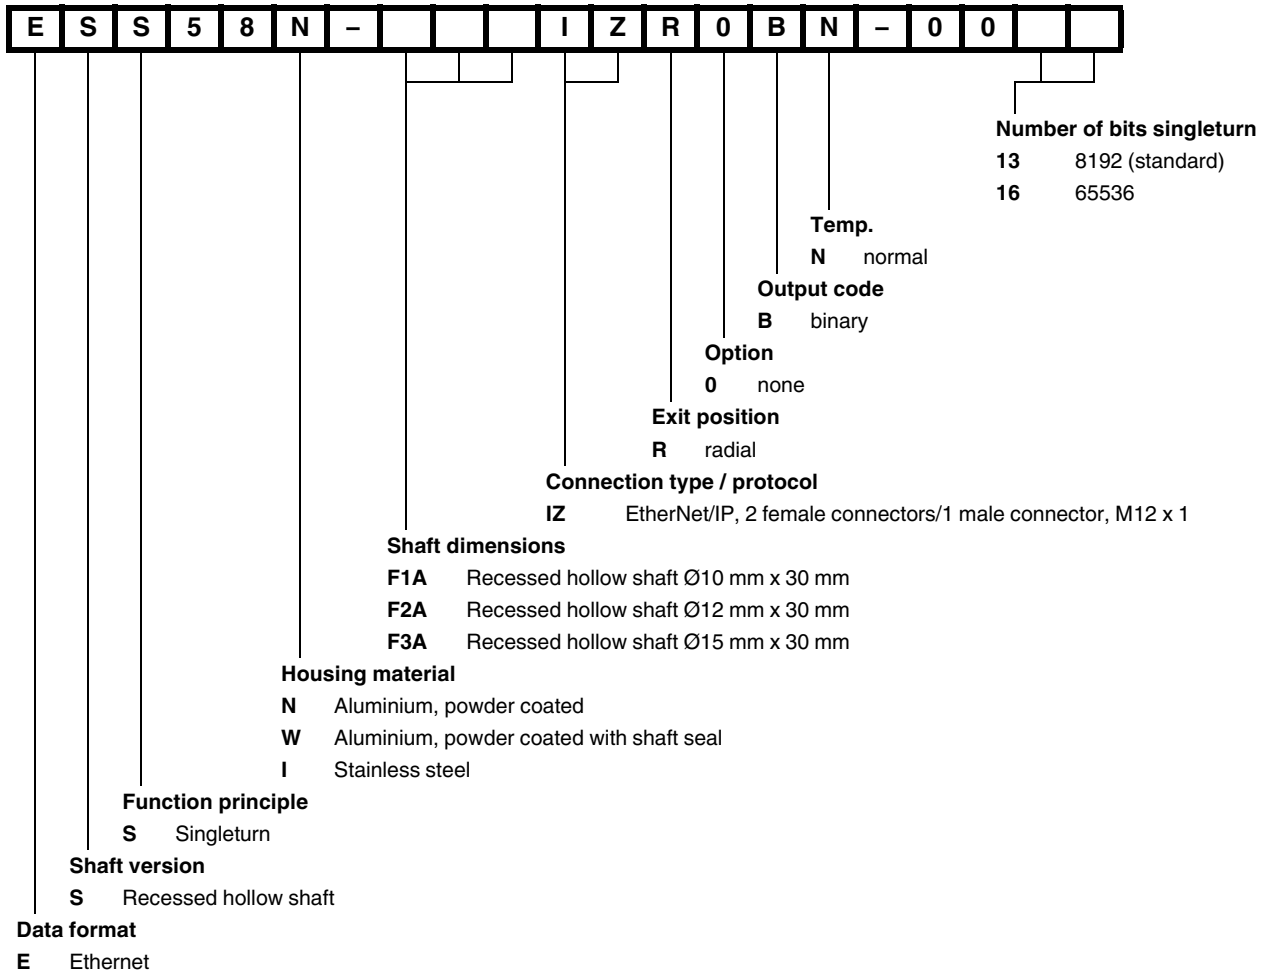 E S S 5 8 N – I Z R 0 B N – 0 0
Number of bits singleturn
13 8192 (standard)
16 65536
Temp.
N normal
Output code
B binary
Option
0 none
Exit position
R radial
Connection type / protocol
IZ EtherNet/IP, 2 female connectors/1 male connector, M12 x 1
Shaft dimensions
F1A Recessed hollow shaft Ø10 mm x 30 mm
F2A Recessed hollow shaft Ø12 mm x 30 mm
F3A Recessed hollow shaft Ø15 mm x 30 mm
Housing material
N Aluminium, powder coated
W Aluminium, powder coated with shaft seal
I Stainless steel
Function principle
S Singleturn
Shaft version
S Recessed hollow shaft
Data format
E Ethernet